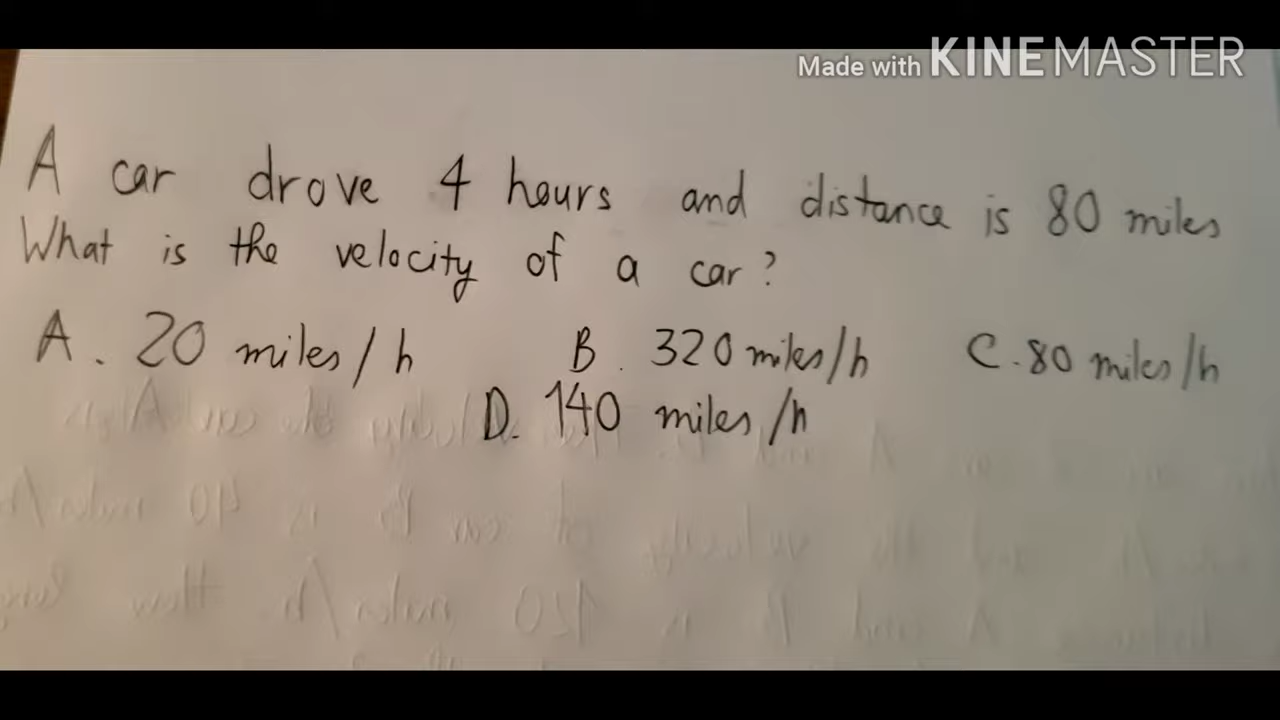 Made with KINEMASTER
A car drove 4 hours and distance is 80 miles
What is the velocity of a car?
A. 20 miles/h B. 320 miles/h C. 80 miles/h
D. 140 miles/h